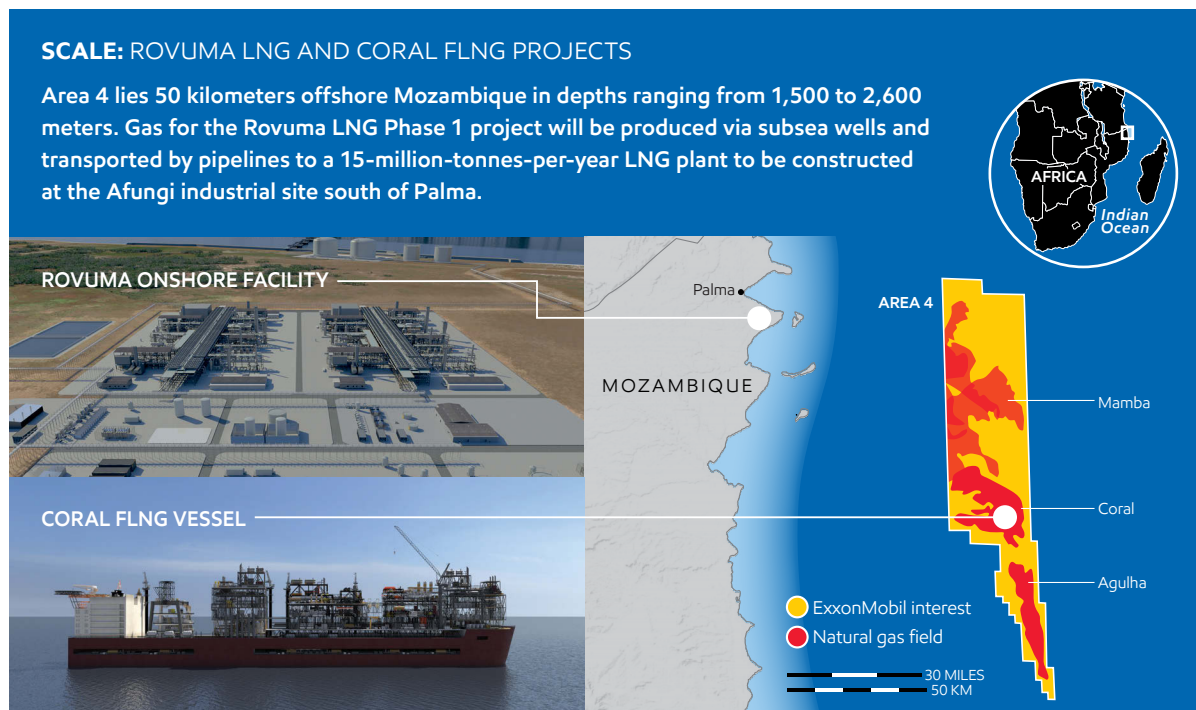 SCALE: ROVUMA LNG AND CORAL FLNG PROJECTS
Area 4 lies 50 kilometers offshore Mozambique in depths ranging from 1,500 to 2,600
meters. Gas for the Rovuma LNG Phase 1 project will be produced via subsea wells and
transported by pipelines to a 15-million-tonnes-per-year LNG plant to be constructed
at the Afungi industrial site south of Palma.
AFRICA
Indian
Ocean
ROVUMA ONSHORE FACILITY
Palma
AREA 4
MOZAMBIQUE
Mamba
CORAL FLNG VESSEL
Coral
Agulha
ExxonMobil interest
Natural gas field
30 MILES
50 KM